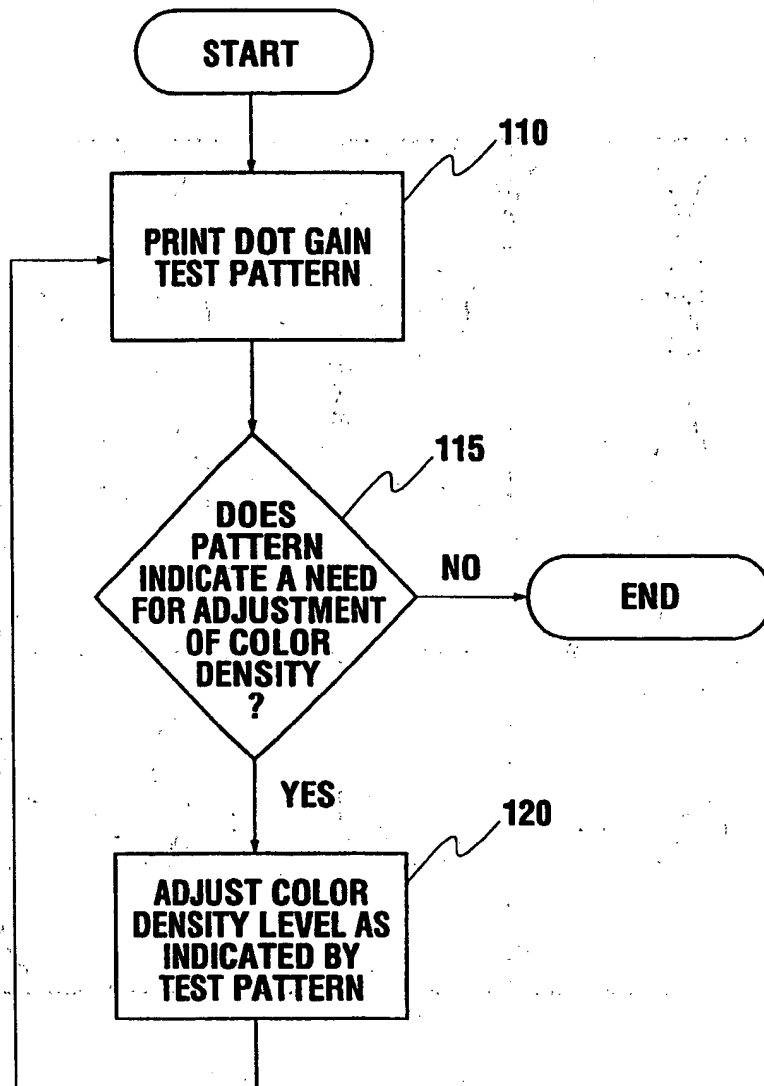 START
110
PRINT DOT GAIN
TEST PATTERN
115
DOES
PATTERN
INDICATE A NEED
FOR ADJUSTMENT
OF COLOR
DENSITY
?
NO
END
YES
120
ADJUST COLOR
DENSITY LEVEL AS
INDICATED BY
TEST PATTERN